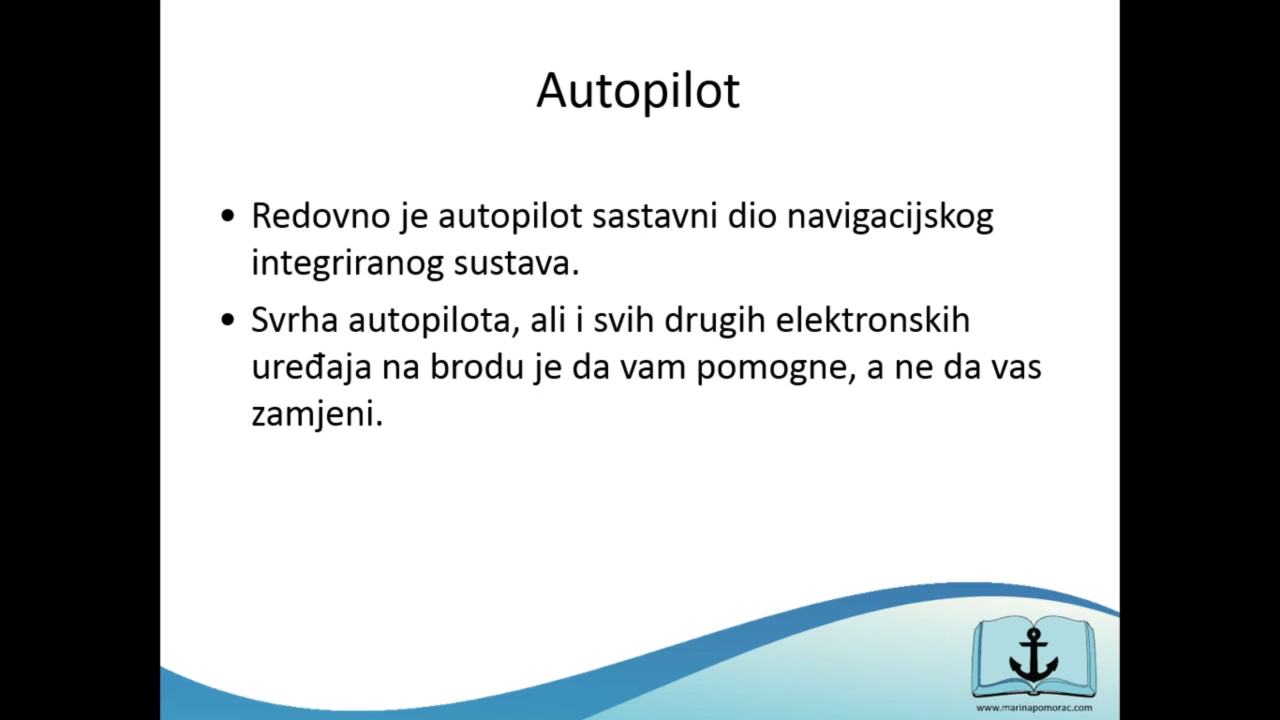 Autopilot
• Redovno je autopilot sastavni dio navigacijskog
integriranog sustava.
• Svrha autopilota, ali i svih drugih elektronskih
uređaja na brodu je da vam pomogne, a ne da vas
zamjeni.
www.marinapomorac.com